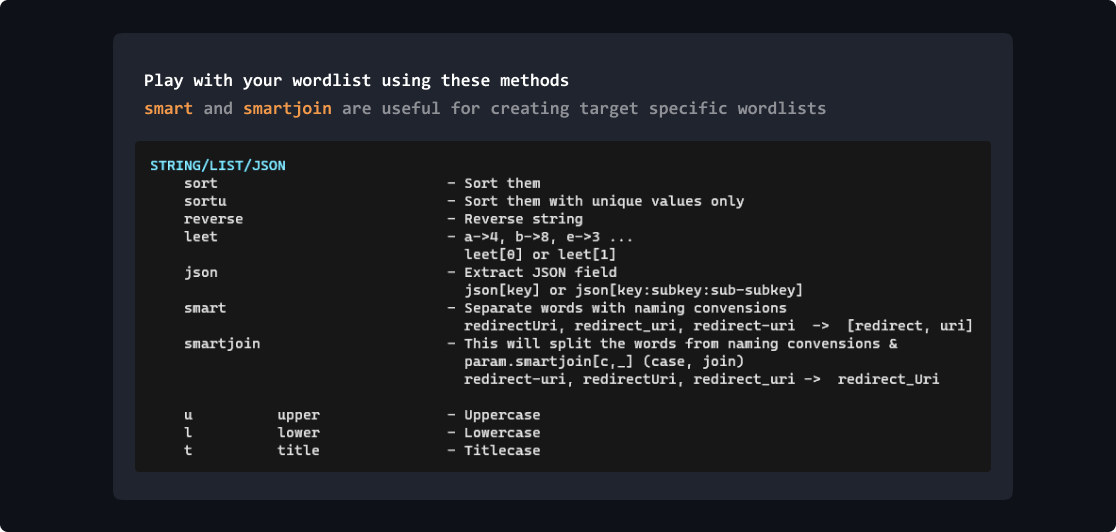 Play with your wordlist using these methods
smart and smartjoin are useful for creating target specific wordlists
STRING/LIST/JSON
sort - Sort them
sortu - Sort them with unique values only
reverse - Reverse string
leet - a->4, b->8, e->3 ...
leet[0] or leet[1]
json - Extract JSON field
json[key] or json[key:subkey:sub-subkey]
smart - Separate words with naming convensions
redirectUri, redirect_uri, redirect-uri -> [redirect, uri]
smartjoin - This will split the words from naming convensions &
param.smartjoin[c,_] (case, join)
redirect-uri, redirectUri, redirect_uri -> redirect_Uri
u upper - Uppercase
l lower - Lowercase
t title - Titlecase